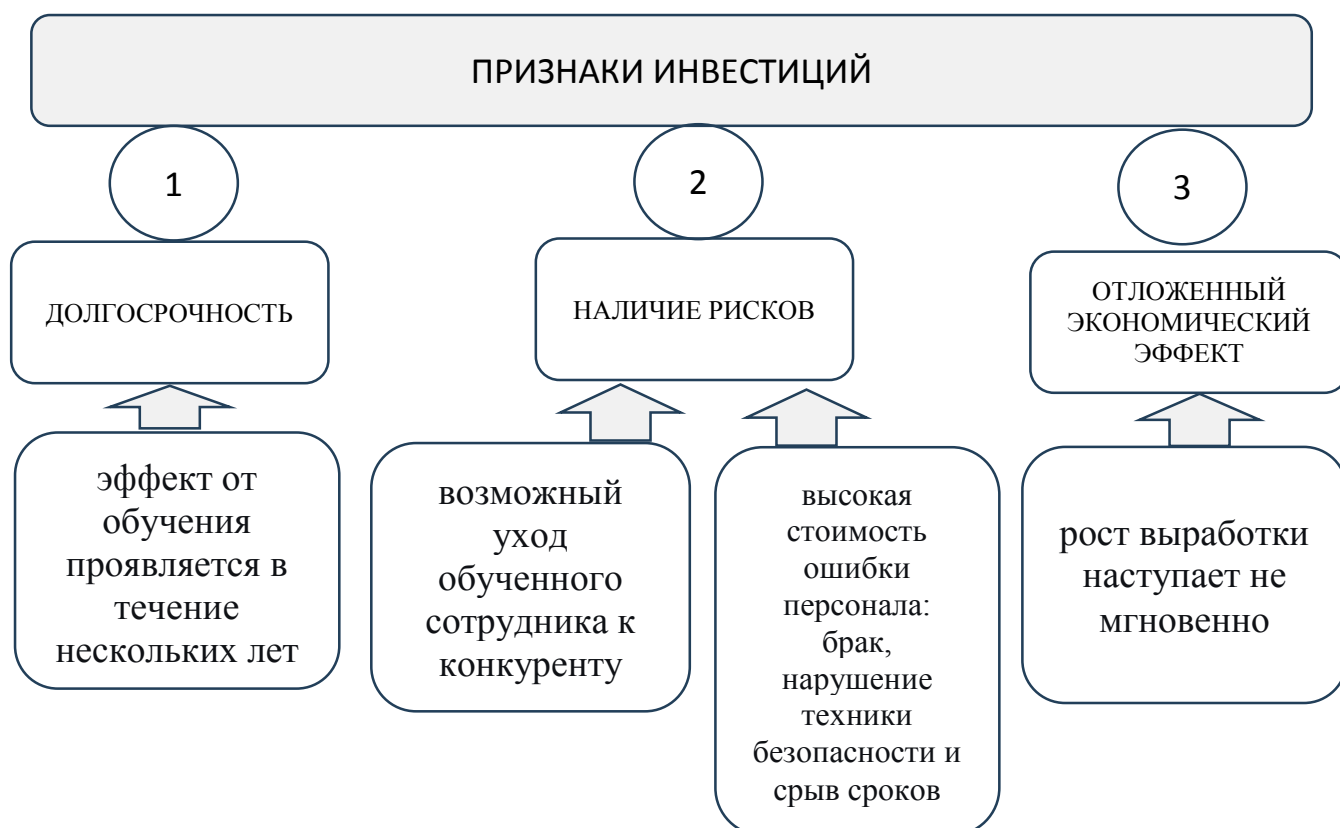 ПРИЗНАКИ ИНВЕСТИЦИЙ
1
2
3
ДОЛГОСРОЧНОСТЬ
НАЛИЧИЕ РИСКОВ
ОТЛОЖЕННЫЙ
ЭКОНОМИЧЕСКИЙ
ЭФФЕКТ
эффект от
обучения
проявляется в
течение
нескольких лет
возможный
уход
обученного
сотрудника к
конкуренту
высокая
стоимость
ошибки
персонала:
брак,
нарушение
техники
безопасности и
срыв сроков
рост выработки
наступает не
мгновенно